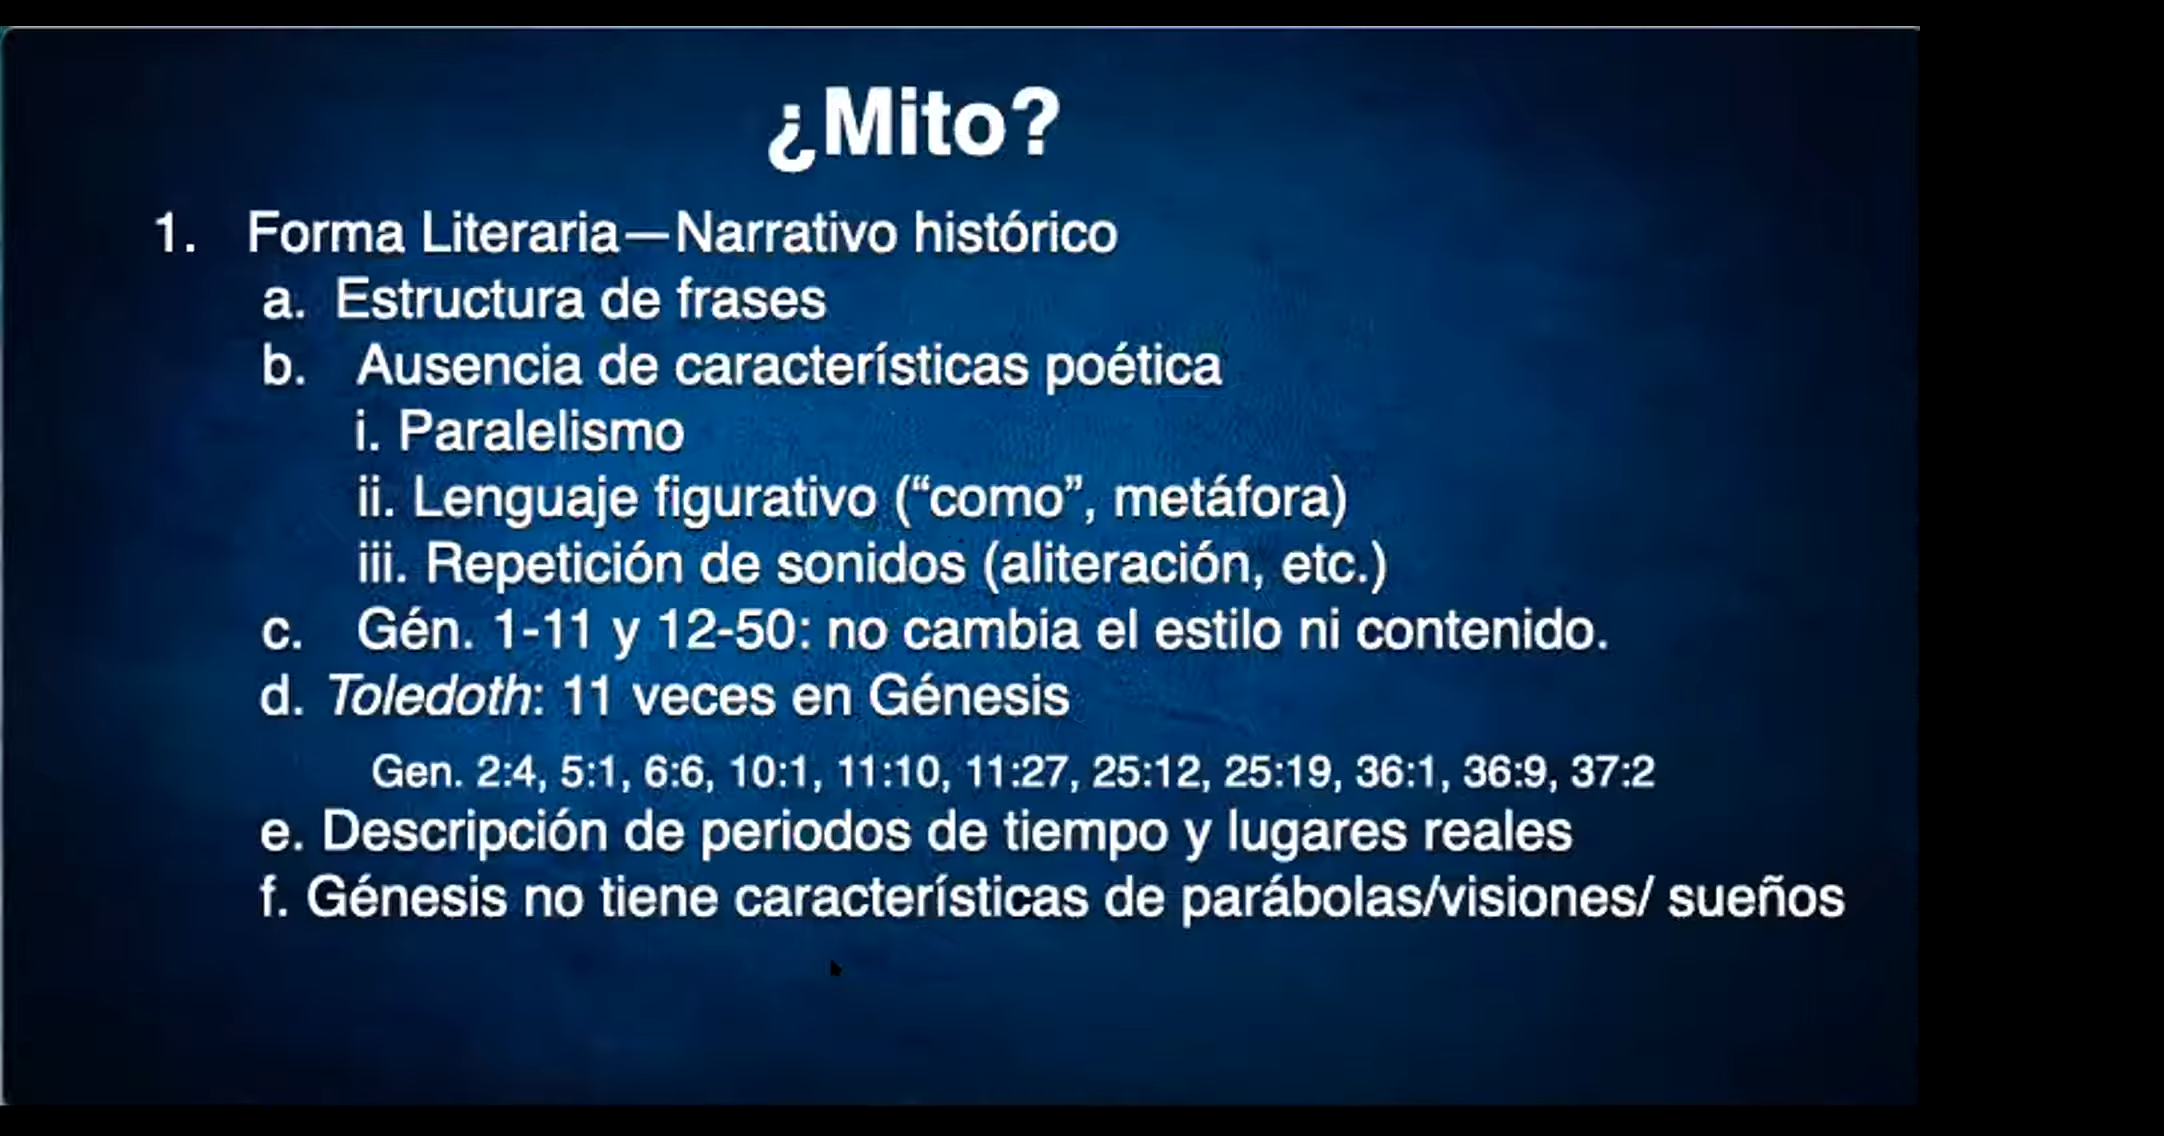 ¿Mito?
1. Forma Literaria—Narrativo histórico
a. Estructura de frases
b. Ausencia de características poética
i. Paralelismo
ii. Lenguaje figurativo (“como”, metáfora)
iii. Repetición de sonidos (aliteración, etc.)
c. Gén. 1-11 y 12-50: no cambia el estilo ni contenido.
d. Toledoth: 11 veces en Génesis
Gen. 2:4, 5:1, 6:6, 10:1, 11:10, 11:27, 25:12, 25:19, 36:1, 36:9, 37:2
e. Descripción de periodos de tiempo y lugares reales
f. Génesis no tiene características de parábolas/visiones/ sueños